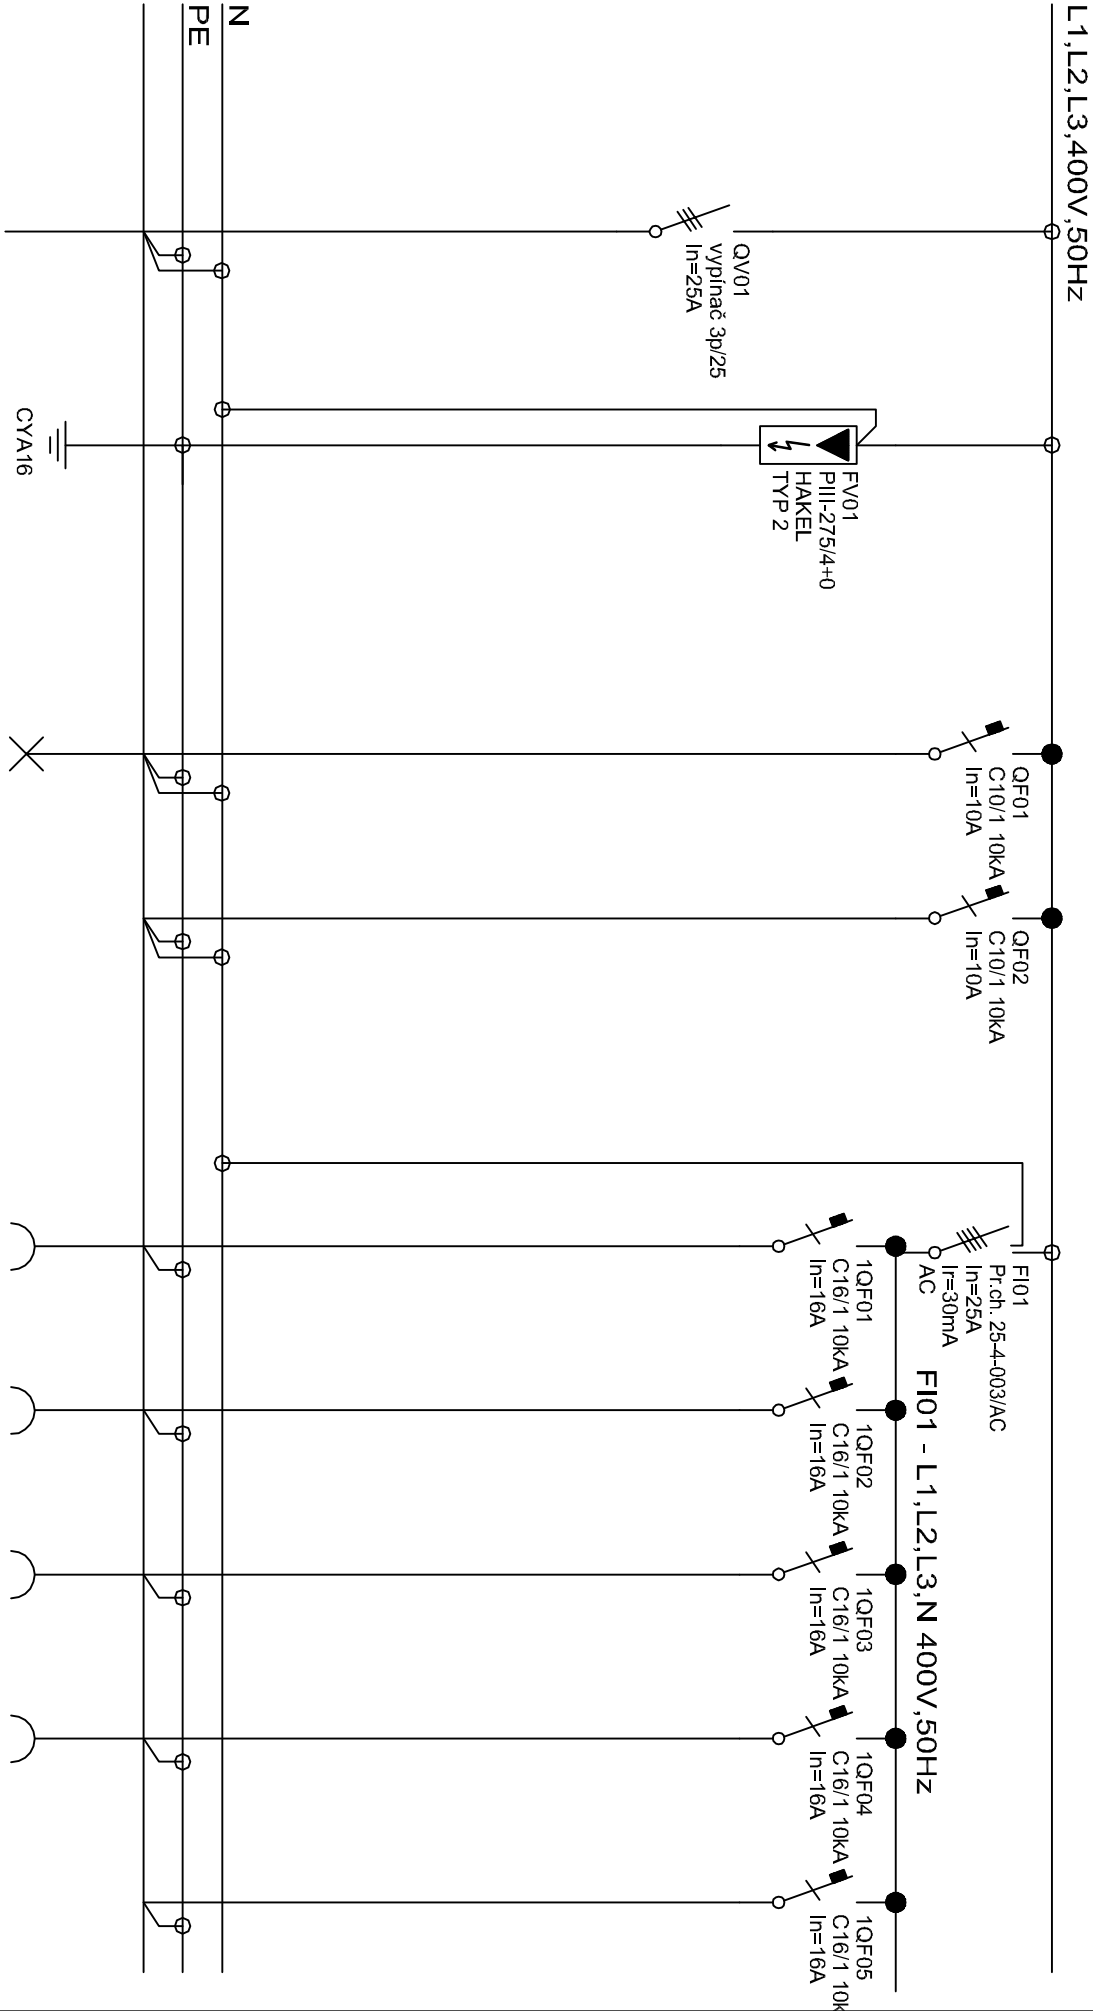 L1,L2,L3,400V,50Hz
N
PE
QV01
vypínač 3p/25
In=25A
FV01
PIII-275/4+0
HAKEL
TYP 2
CYA16
QF01
C10/1 10kA
In=10A
QF02
C10/1 10kA
In=10A
FI01
Pr.ch. 25-4-003/AC
In=25A
Ir=30mA
AC
FI01 - L1,L2,L3,N 400V,50Hz
1QF01
C16/1 10kA
In=16A
1QF02
C16/1 10kA
In=16A
1QF03
C16/1 10kA
In=16A
1QF04
C16/1 10kA
In=16A
1QF05
C16/1 10k
In=16A